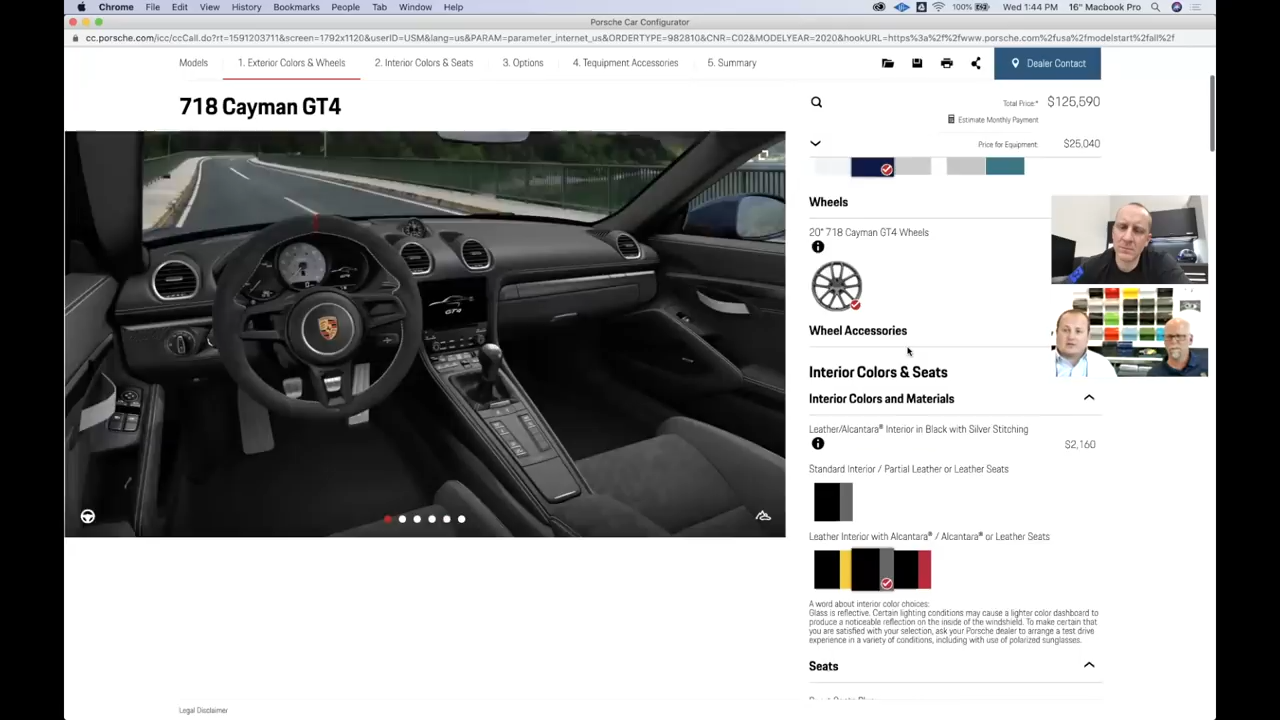 Chrome File Edit View History Bookmarks People Tab Window Help 100% Wed 1:44 PM 16" Macbook Pro
Porsche Car Configurator
cc.porsche.com/icc/ccCall.do?rt=1591203711&screen=1792x1120&userID=USM&lang=us&PARAM=parameter_internet_us&ORDERTYPE=982810&CNR=C02&MODELYEAR=2020&hookURL=https%3a%2f%2fwww.porsche.com%2fusa%2fmodelstart%2fall%2f
Models 1. Exterior Colors & Wheels 2. Interior Colors & Seats 3. Options 4. Tequipment Accessories 5. Summary Dealer Contact
718 Cayman GT4
Total Price:* $125,590
Estimate Monthly Payment
Price for Equipment: $25,040
Wheels
20" 718 Cayman GT4 Wheels
Wheel Accessories
Interior Colors & Seats
Interior Colors and Materials
Leather/Alcantara® Interior in Black with Silver Stitching
$2,160
Standard Interior / Partial Leather or Leather Seats
Leather Interior with Alcantara® / Alcantara® or Leather Seats
A word about interior color choices:
Glass is reflective. Certain lighting conditions may cause a lighter color dashboard to
produce a noticeable reflection on the inside of the windshield. To make certain that
you are satisfied with your selection, ask your Porsche dealer to arrange a test drive
experience in a variety of conditions, including with use of polarized sunglasses.
Seats
GT4
Legal Disclaimer